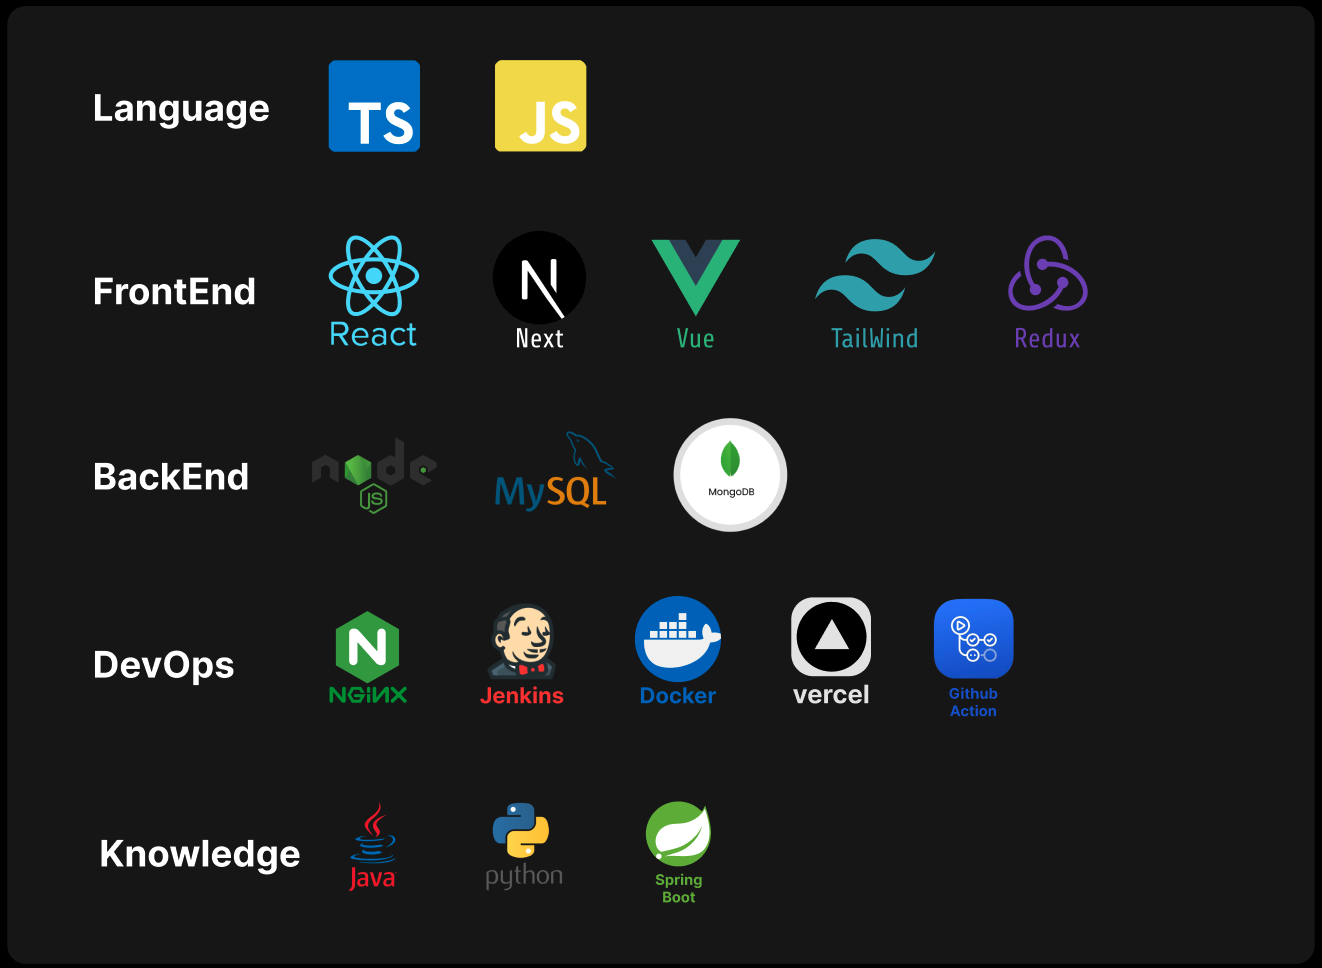 Language
TS
JS
FrontEnd
React
N
Next
Vue
TailWind
Redux
BackEnd
node
JS
MySQL
MongoDB
DevOps
N
NGiNX
Jenkins
Docker
vercel
Github
Action
Knowledge
Java
python
Spring
Boot